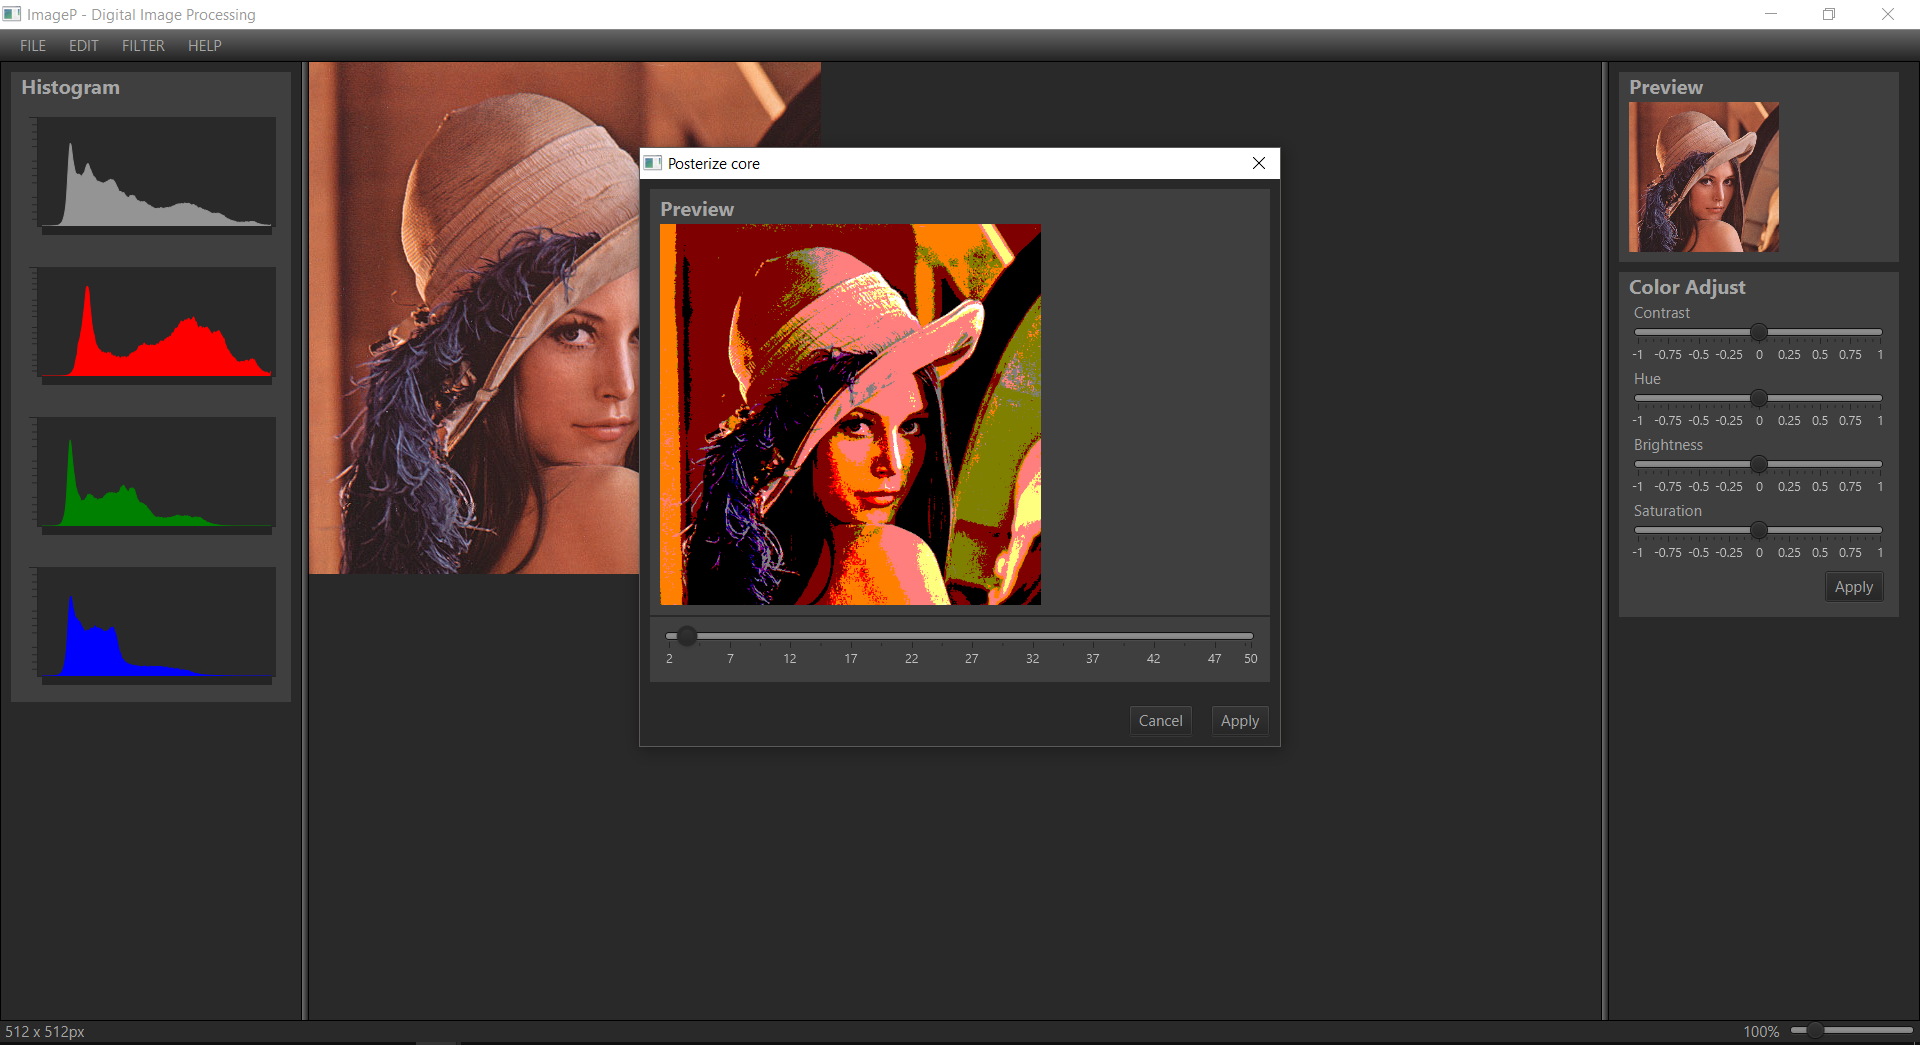 ImageP - Digital Image Processing
FILE EDIT FILTER HELP
Histogram
Posterize core
Preview
2 7 12 17 22 27 32 37 42 47 50
Cancel Apply
Preview
Color Adjust
Contrast
-1 -0.75 -0.5 -0.25 0 0.25 0.5 0.75 1
Hue
-1 -0.75 -0.5 -0.25 0 0.25 0.5 0.75 1
Brightness
-1 -0.75 -0.5 -0.25 0 0.25 0.5 0.75 1
Saturation
-1 -0.75 -0.5 -0.25 0 0.25 0.5 0.75 1
Apply
512 x 512px
100%